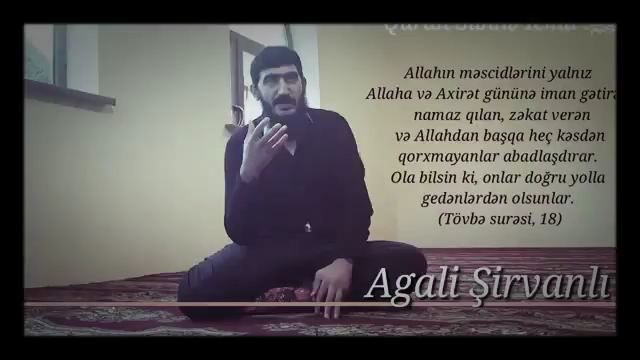 Allahın məscidlərini yalnız
Allaha və Axirət gününə iman gətirə
namaz qılan, zəkat verən
və Allahdan başqa heç kəsdən
qorxmayanlar abadlaşdırar.
Ola bilsin ki, onlar doğru yolla
gedənlərdən olsunlar.
(Tövbə surəsi, 18)
Agali Şirvanlı